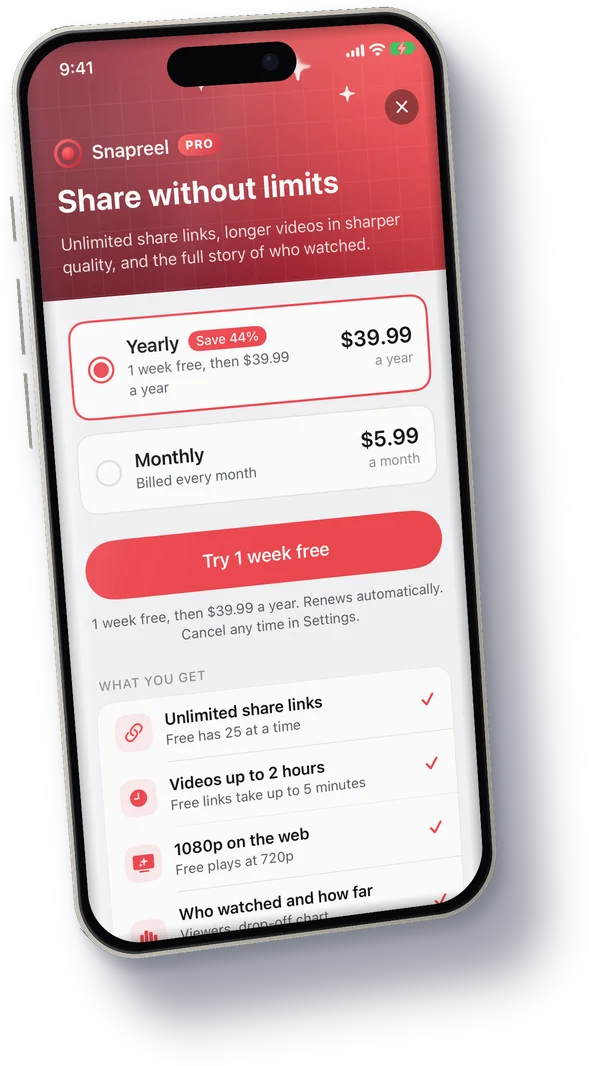 9:41
Snapreel PRO
Share without limits
Unlimited share links, longer videos in sharper
quality, and the full story of who watched.
Yearly Save 44%
$39.99
1 week free, then $39.99
a year
a year
Monthly
$5.99
Billed every month
a month
Try 1 week free
1 week free, then $39.99 a year. Renews automatically.
Cancel any time in Settings.
WHAT YOU GET
Unlimited share links
Free has 25 at a time
Videos up to 2 hours
Free links take up to 5 minutes
1080p on the web
Free plays at 720p
Who watched and how far
Viewers, drop-off chart